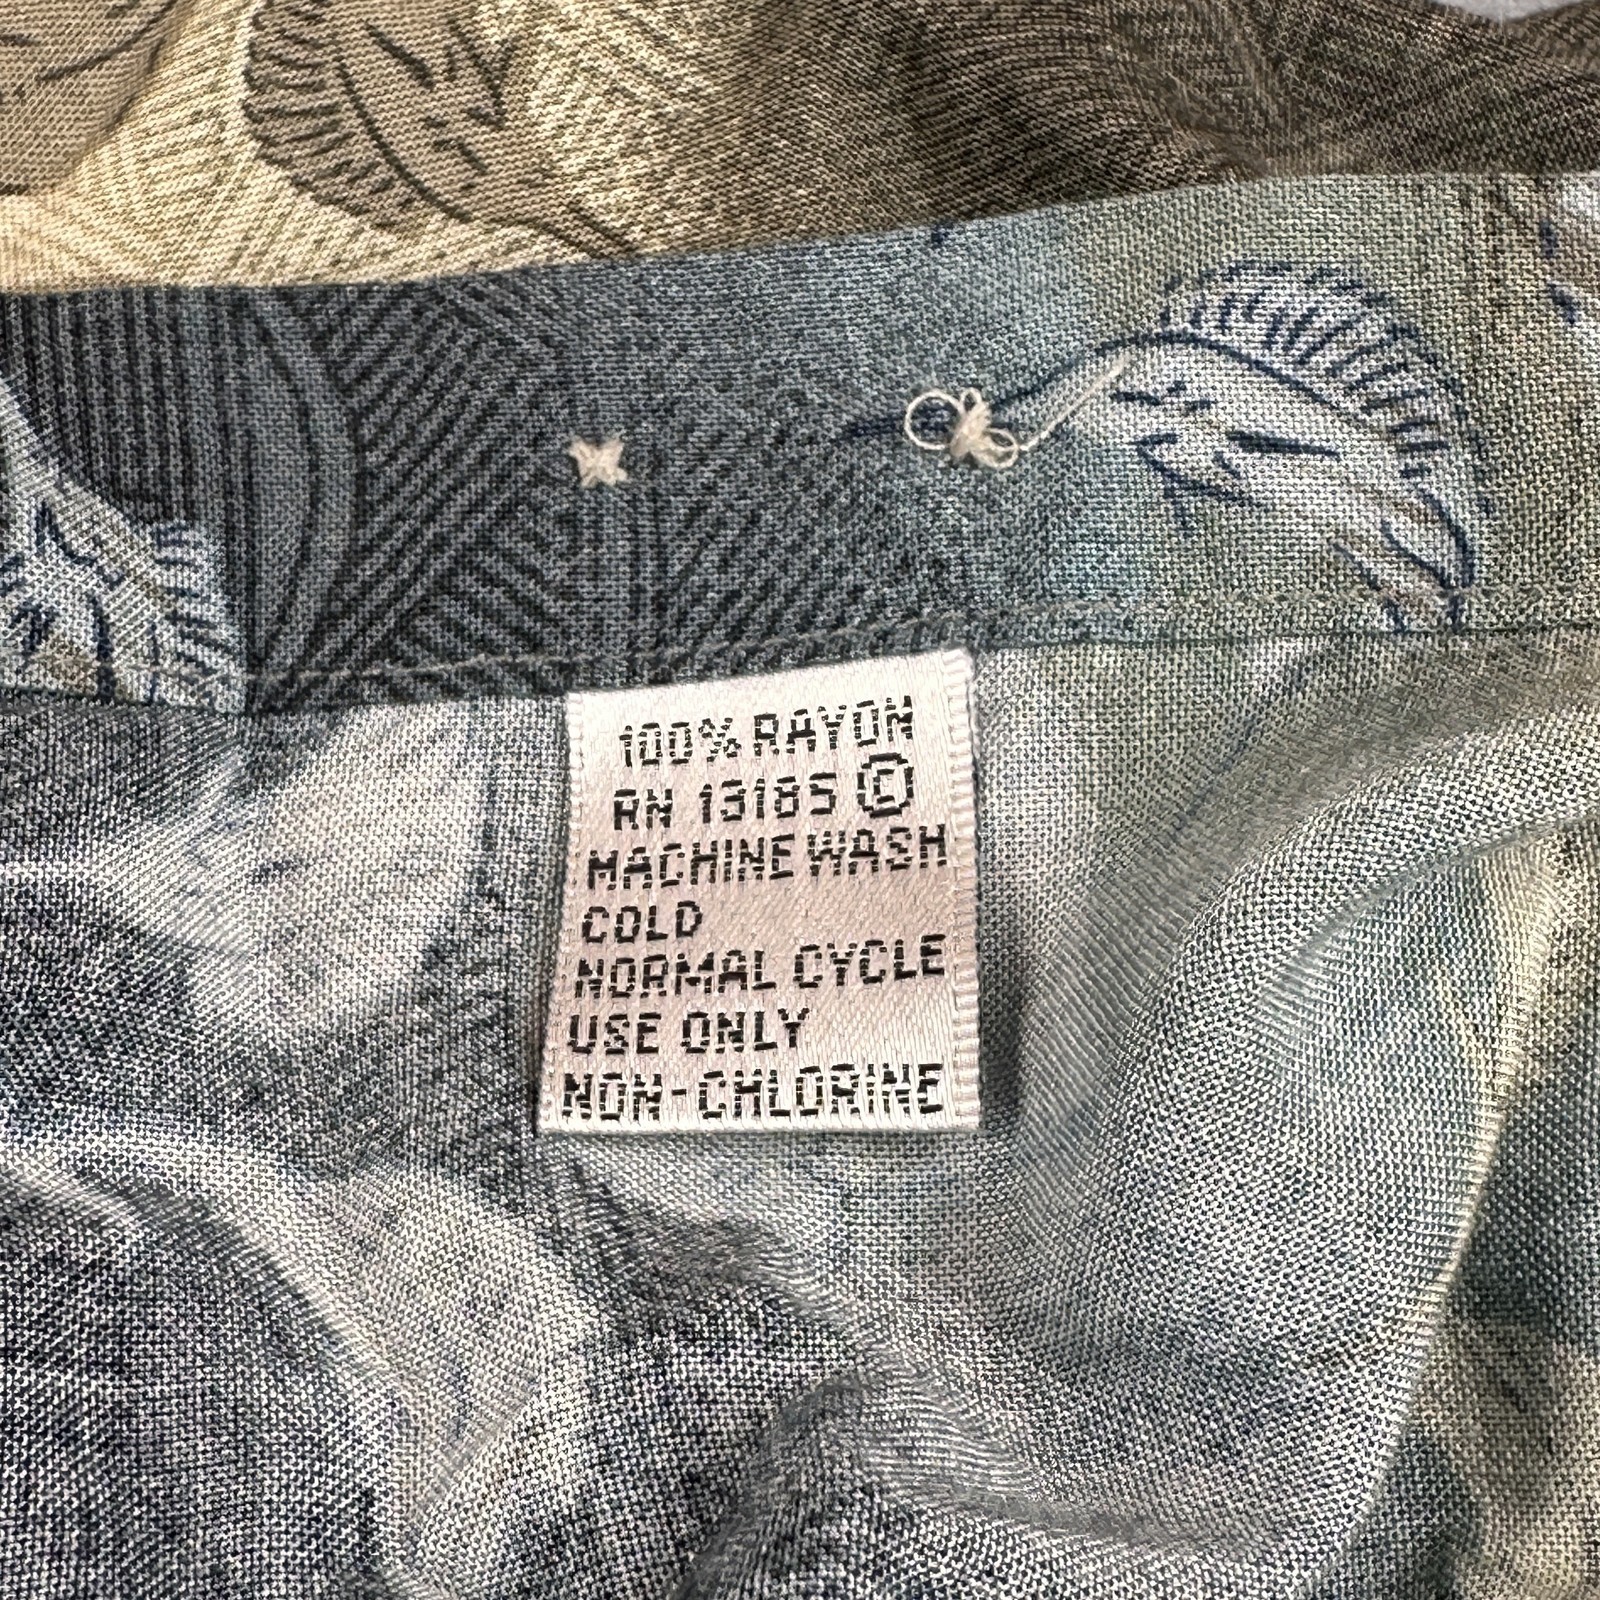 100% RAYON
RN 13185 ©
MACHINE WASH
COLD
NORMAL CYCLE
USE ONLY
NON-CHLORINE